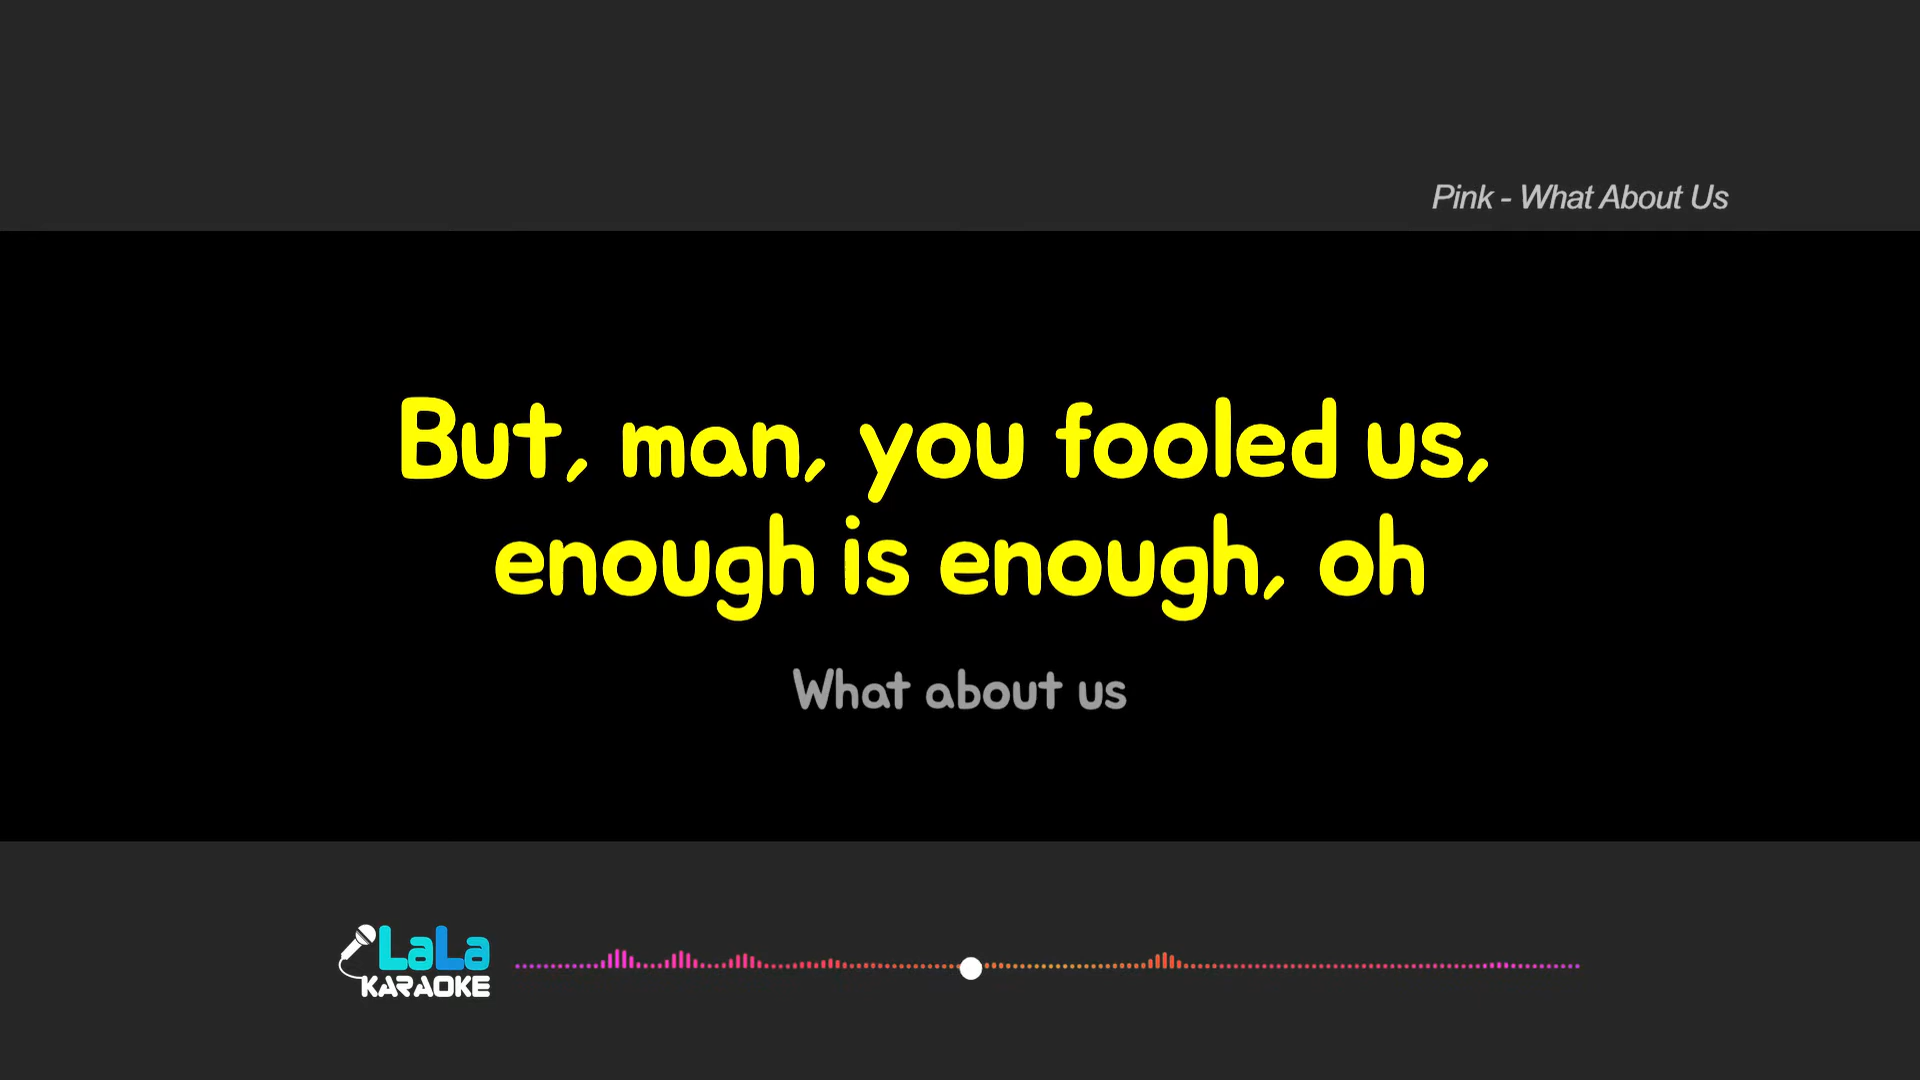 Pink - What About Us
But, man, you fooled us,
enough is enough, oh
What about us
LaLa
KARAOKE